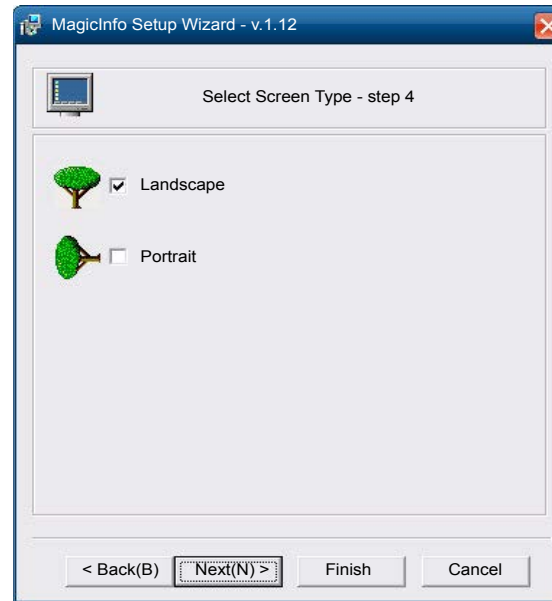 MagicInfo Setup Wizard - v.1.12
Select Screen Type - step 4
Landscape
Portrait
< Back(B) Next(N) > Finish Cancel